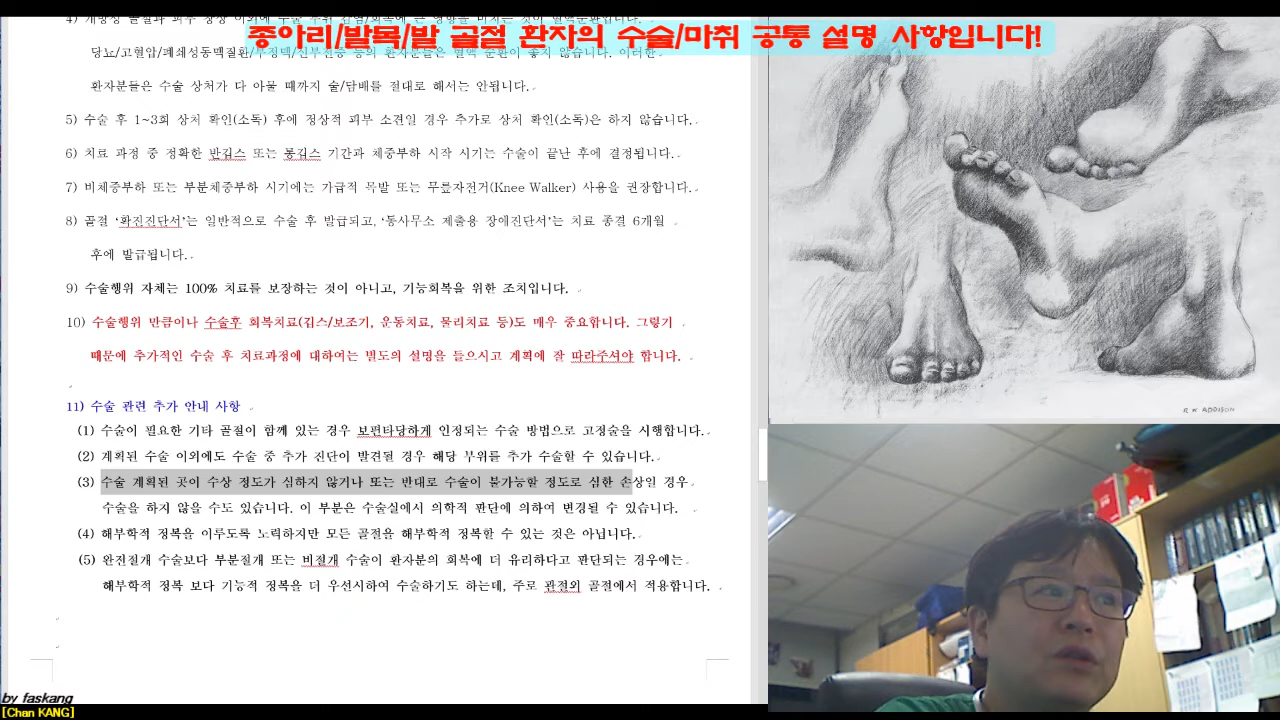 종아리/발목/발 골절 환자의 수술/마취 공통 설명 사항입니다!
환자분들은 수술 상처가 다 아물 때까지 술/담배를 절대로 해서는 안됩니다.
5) 수술 후 1~3회 상처 확인(소독) 후에 정상적 피부 소견일 경우 추가로 상처 확인(소독)은 하지 않습니다.
6) 치료 과정 중 정확한 반깁스 또는 통깁스 기간과 체중부하 시작 시기는 수술이 끝난 후에 결정됩니다.
7) 비체중부하 또는 부분체중부하 시기에는 가급적 목발 또는 무릎자전거(Knee Walker) 사용을 권장합니다.
8) 골절 '확진진단서'는 일반적으로 수술 후 발급되고, '동사무소 제출용 장애진단서'는 치료 종결 6개월
후에 발급됩니다.
9) 수술행위 자체는 100% 치료를 보장하는 것이 아니고, 기능회복을 위한 조치입니다.
10) 수술행위 만큼이나 수술후 회복치료(깁스/보조기, 운동치료, 물리치료 등)도 매우 중요합니다. 그렇기
때문에 추가적인 수술 후 치료과정에 대하여는 별도의 설명을 들으시고 계획에 잘 따라주셔야 합니다.
11) 수술 관련 추가 안내 사항
(1) 수술이 필요한 기타 골절이 함께 있는 경우 보편타당하게 인정되는 수술 방법으로 고정술을 시행합니다.
(2) 계획된 수술 이외에도 수술 중 추가 진단이 발견될 경우 해당 부위를 추가 수술할 수 있습니다.
(3) 수술 계획된 곳이 수상 정도가 심하지 않거나 또는 반대로 수술이 불가능할 정도로 심한 손상일 경우
수술을 하지 않을 수도 있습니다. 이 부분은 수술실에서 의학적 판단에 의하여 변경될 수 있습니다.
(4) 해부학적 정복을 이루도록 노력하지만 모든 골절을 해부학적 정복할 수 있는 것은 아닙니다.
(5) 완전절개 수술보다 부분절개 또는 비절개 수술이 환자분의 회복에 더 유리하다고 판단되는 경우에는
해부학적 정복 보다 기능적 정복을 더 우선시하여 수술하기도 하는데, 주로 관절외 골절에서 적용합니다.
R W ADDISON
by faskang
[Chan KANG]